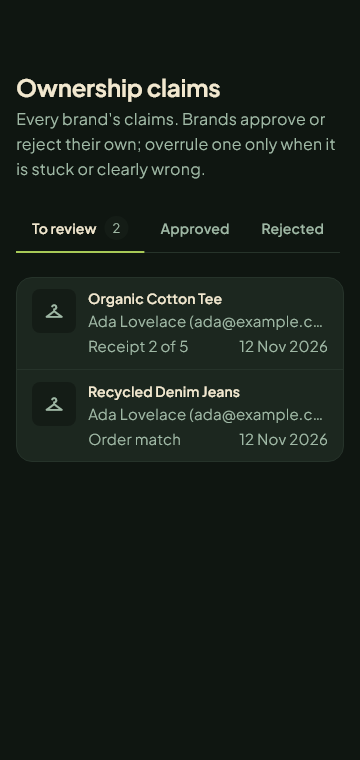 Ownership claims
Every brand's claims. Brands approve or
reject their own; overrule one only when it
is stuck or clearly wrong.
To review 2 Approved Rejected
Organic Cotton Tee
Ada Lovelace (ada@example.c...
Receipt 2 of 5 12 Nov 2026
Recycled Denim Jeans
Ada Lovelace (ada@example.c...
Order match 12 Nov 2026